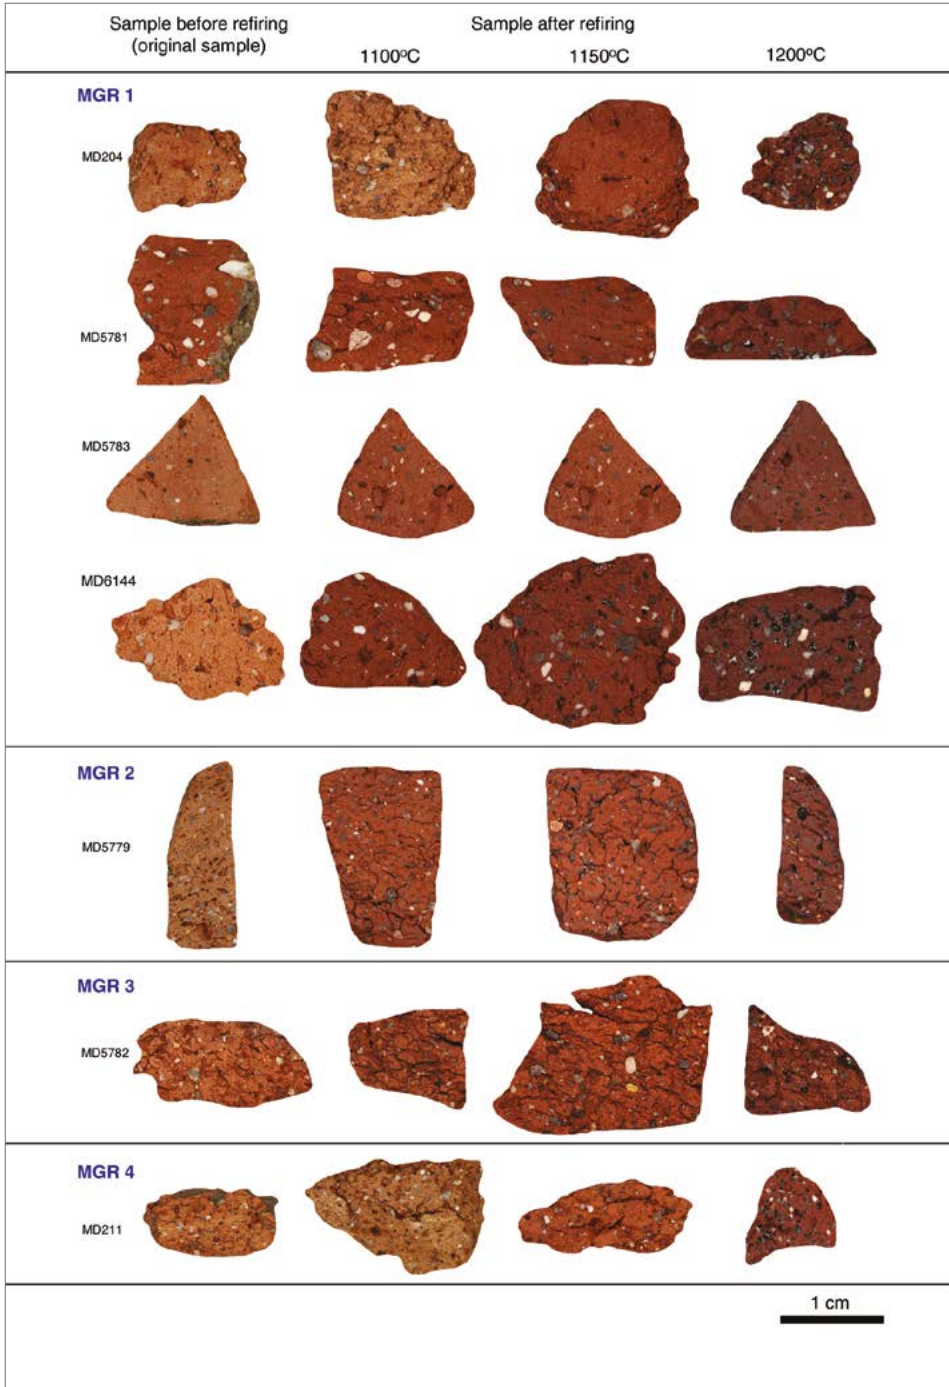 Sample before refiring
(original sample)
Sample after refiring
1100ºC
1150ºC
1200ºC
MGR 1
MD204
MD5781
MD5783
MD6144
MGR 2
MD5779
MGR 3
MD5782
MGR 4
MD211
1 cm